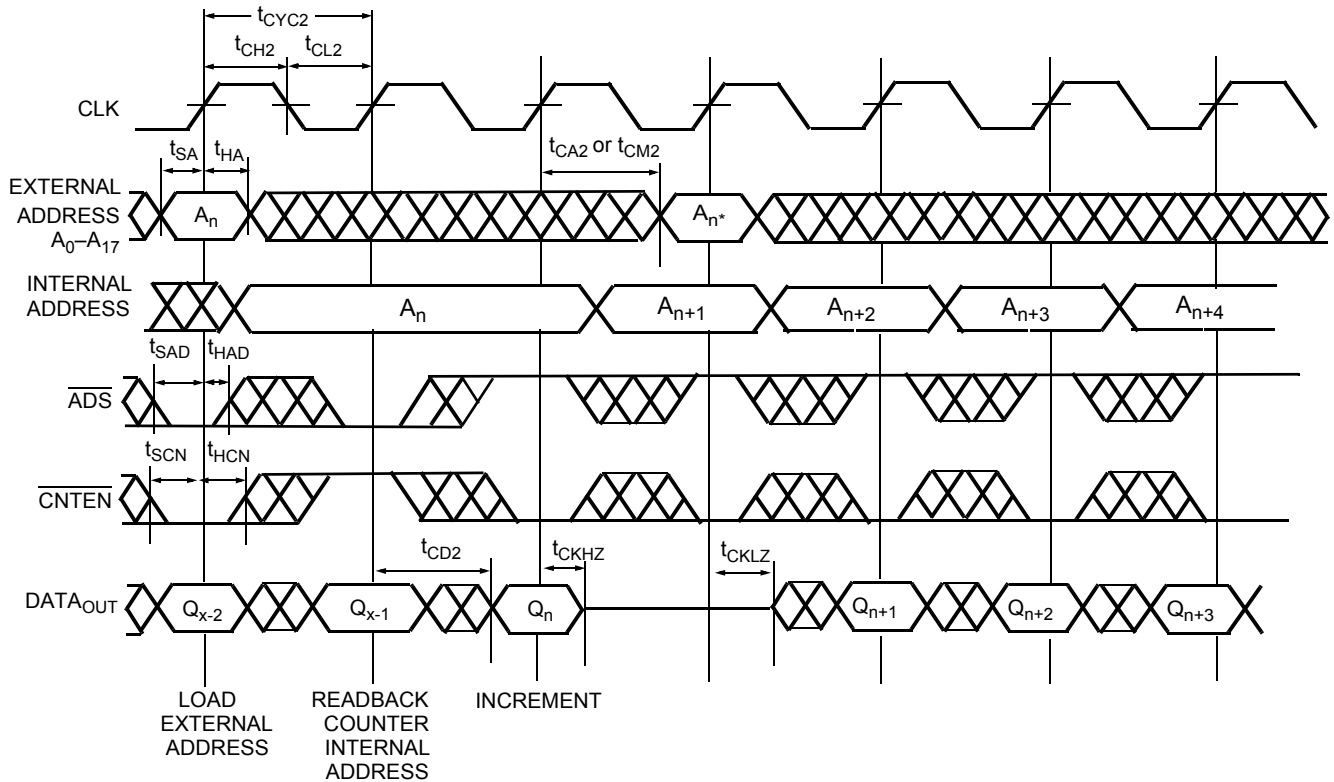 tCYC2
tCH2
tCL2
CLK
tSA
tHA
tCA2 or tCM2
EXTERNAL
ADDRESS
A0–A17
An
An*
INTERNAL
ADDRESS
An
An+1
An+2
An+3
An+4
tSAD
tHAD
ADS
tSCN
tHCN
CNTEN
tCD2
tCKHZ
tCKLZ
DATAOUT
Qx-2
Qx-1
Qn
Qn+1
Qn+2
Qn+3
LOAD
EXTERNAL
ADDRESS
READBACK
COUNTER
INTERNAL
ADDRESS
INCREMENT